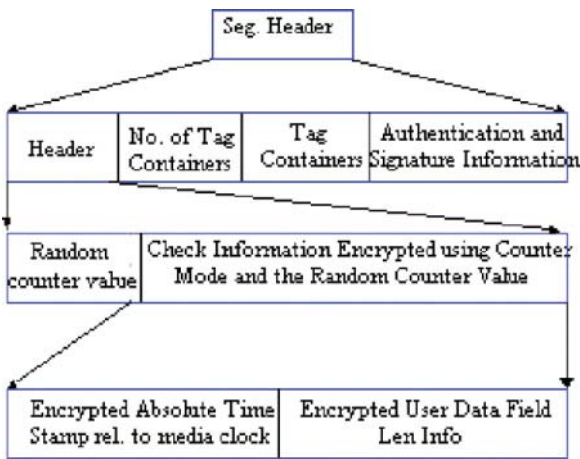 Seg. Header
Header
No. of Tag
Containers
Tag
Containers
Authentication and
Signature Information
Random
counter value
Check Information Encrypted using Counter
Mode and the Random Counter Value
Encrypted Absolute Time
Stamp rel. to media clock
Encrypted User Data Field
Len Info